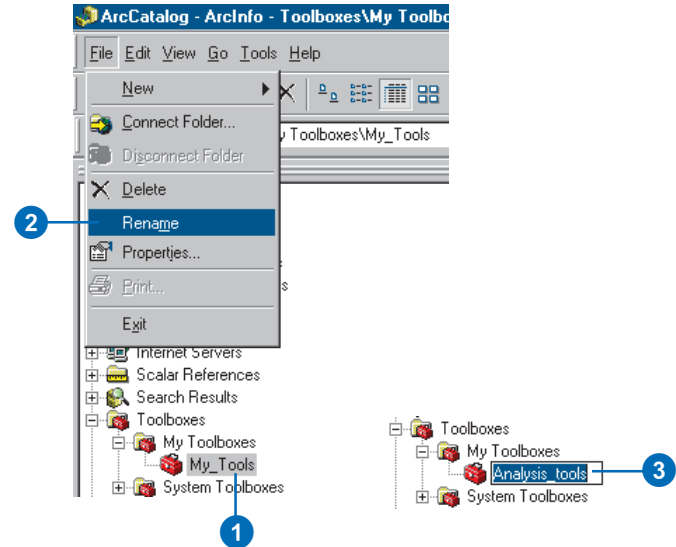 ArcCatalog - ArcInfo - Toolboxes\My Toolbo
File Edit View Go Tools Help
New
Connect Folder...
y Toolboxes\My_Tools
Disconnect Folder
Delete
2
Rename
Properties...
Print...
s
Exit
Internet Servers
Scalar References
Search Results
Toolboxes
My Toolboxes
My_Tools
System Toolboxes
1
Toolboxes
My Toolboxes
Analysis_tools
3
System Toolboxes